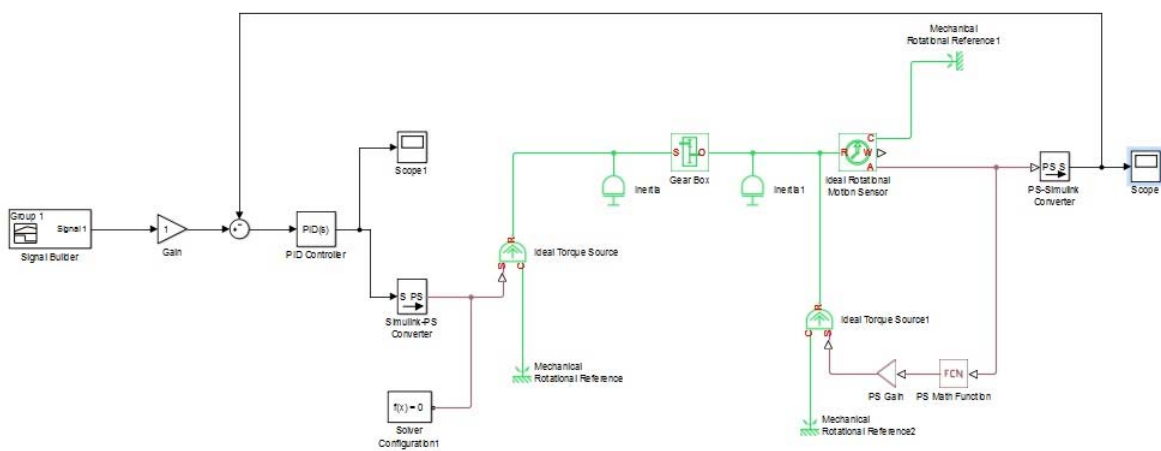 Mechanical
Rotational Reference1
Scope1
S O
Gear Box
Inertia
Inertia1
C
R W
A
Ideal Rotational
Motion Sensor
PS S
PS-Simulink
Converter
Scope
Group 1
Signal 1
Signal Builder
1
Gain
PID(s)
PID Controller
R
S C
Ideal Torque Source
S PS
Simulink-PS
Converter
Mechanical
Rotational Reference
f(x) = 0
Solver
Configuration1
R
C S
Ideal Torque Source1
PS Gain
FCN
PS Math Function
Mechanical
Rotational Reference2